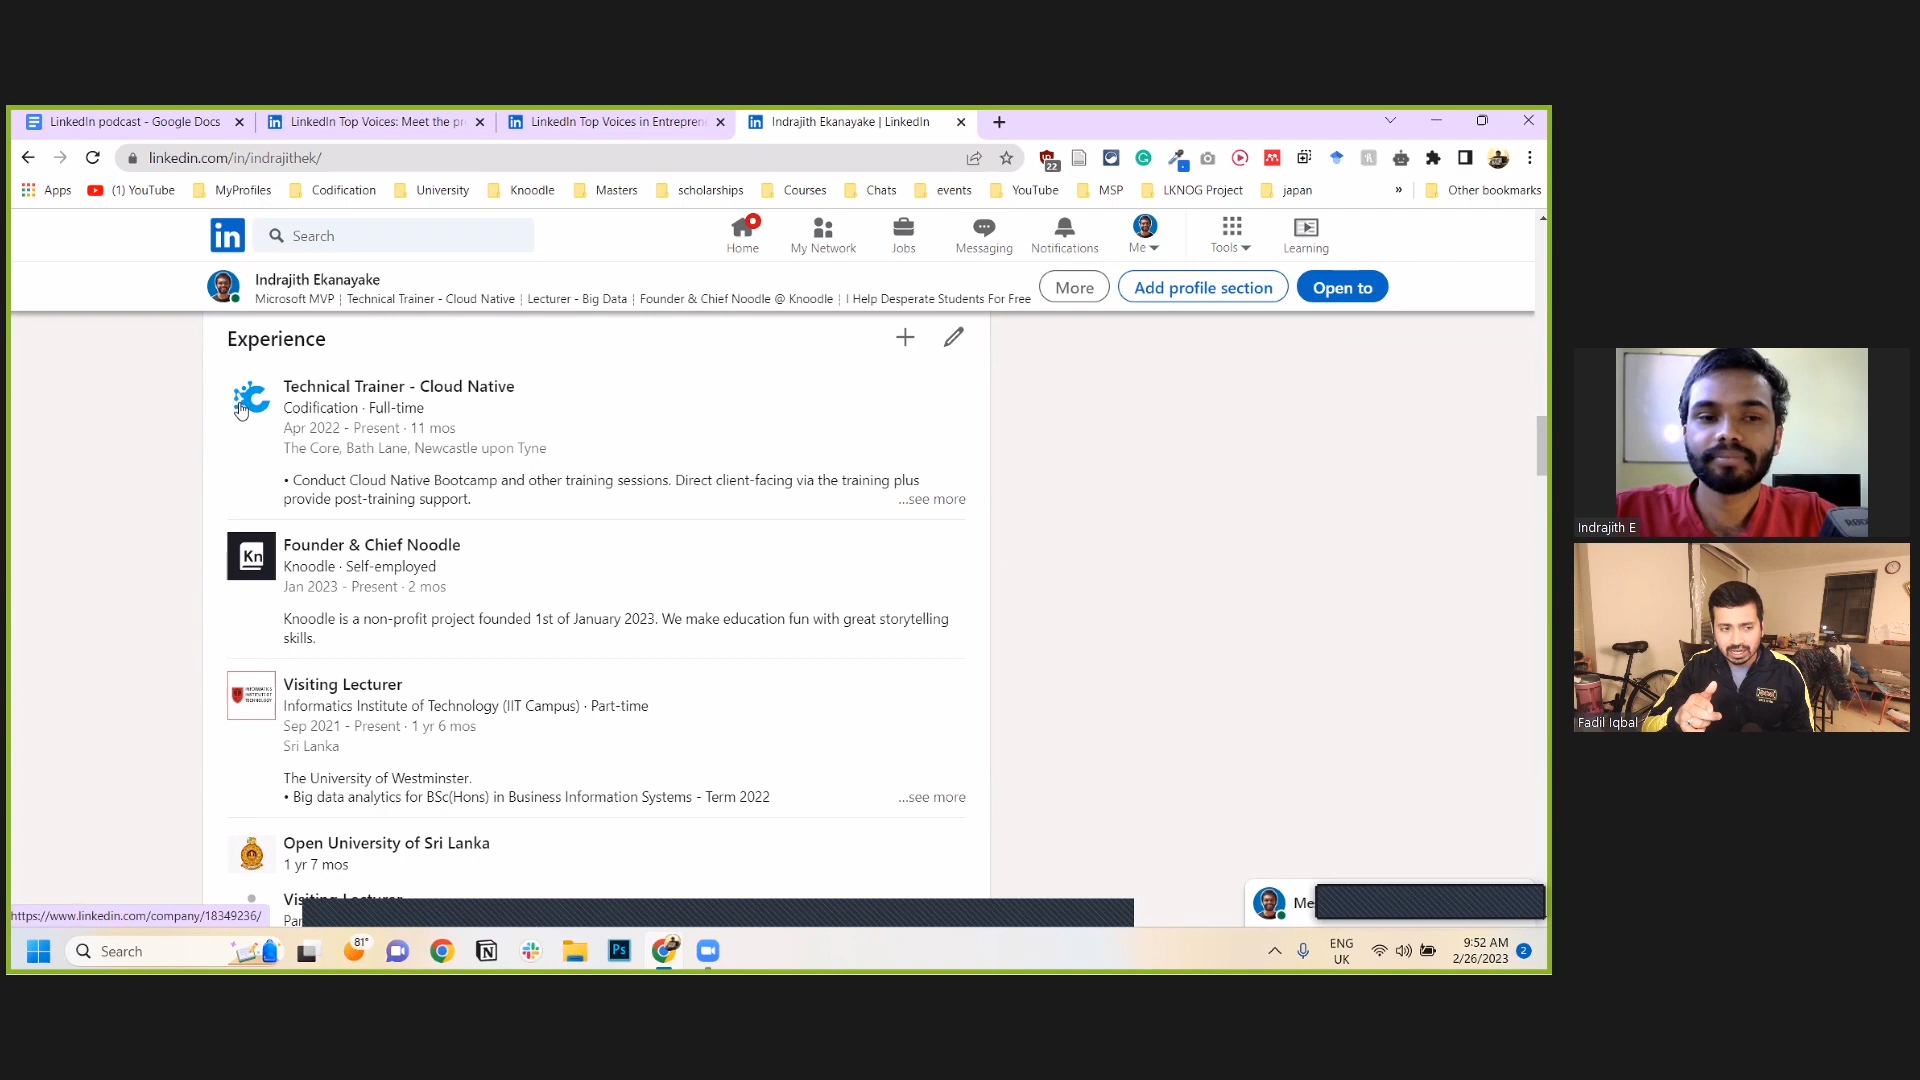 LinkedIn podcast - Google Docs
LinkedIn Top Voices: Meet the pr
LinkedIn Top Voices in Entrepren
Indrajith Ekanayake | LinkedIn
linkedin.com/in/indrajithek/
22
Apps
(1) YouTube
MyProfiles
Codification
University
Knoodle
Masters
scholarships
Courses
Chats
events
YouTube
MSP
LKNOG Project
japan
»
Other bookmarks
in
Search
Home
My Network
Jobs
Messaging
Notifications
Me
Tools
Learning
Indrajith Ekanayake
Microsoft MVP ¦ Technical Trainer - Cloud Native ¦ Lecturer - Big Data ¦ Founder & Chief Noodle @ Knoodle ¦ I Help Desperate Students For Free
More
Add profile section
Open to
Experience
Technical Trainer - Cloud Native
Codification · Full-time
Apr 2022 - Present · 11 mos
The Core, Bath Lane, Newcastle upon Tyne
• Conduct Cloud Native Bootcamp and other training sessions. Direct client-facing via the training plus
provide post-training support.
...see more
Kn
Founder & Chief Noodle
Knoodle · Self-employed
Jan 2023 - Present · 2 mos
Knoodle is a non-profit project founded 1st of January 2023. We make education fun with great storytelling
skills.
INFORMATICS
INSTITUTE OF
TECHNOLOGY
Visiting Lecturer
Informatics Institute of Technology (IIT Campus) · Part-time
Sep 2021 - Present · 1 yr 6 mos
Sri Lanka
The University of Westminster.
• Big data analytics for BSc(Hons) in Business Information Systems - Term 2022
...see more
Open University of Sri Lanka
1 yr 7 mos
Par
Me
https://www.linkedin.com/company/18349236/
Search
81°
Ps
ENG
UK
9:52 AM
2/26/2023
2
Indrajith E
Fadil Iqbal